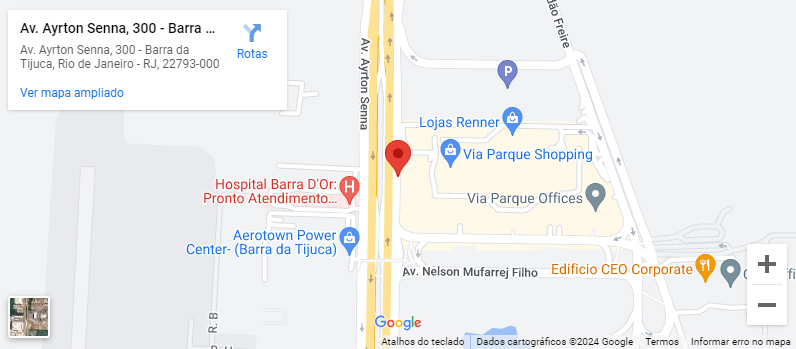 Av. Ayrton Senna, 300 - Barra ...
Av. Ayrton Senna, 300 - Barra da
Tijuca, Rio de Janeiro - RJ, 22793-000
Rotas
Ver mapa ampliado
Av. Ayrton Senna
dão Freire
P
Lojas Renner
Via Parque Shopping
Hospital Barra D'Or:
Pronto Atendimento...
H
Via Parque Offices
Aerotown Power
Center- (Barra da Tijuca)
Av. Nelson Mufarrej Filho
Edificio CEO Corporate
R. B
Google
Atalhos do teclado
Dados cartográficos ©2024 Google
Termos
Informar erro no mapa